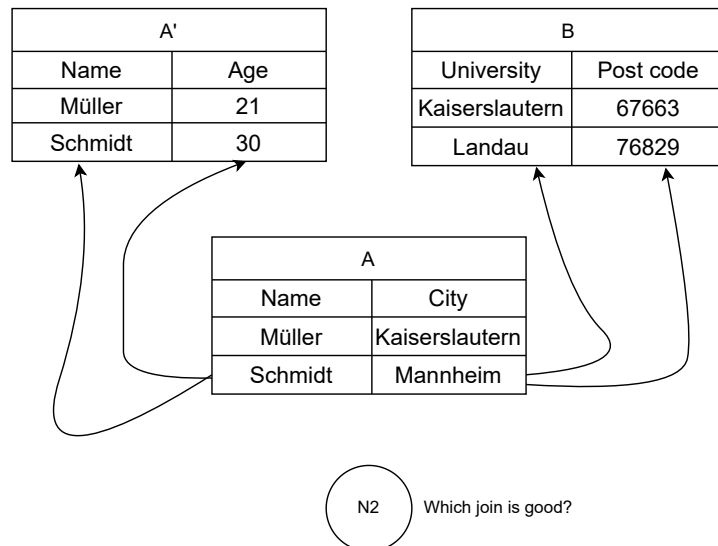 A'
Name Age
Müller 21
Schmidt 30
B
University Post code
Kaiserslautern 67663
Landau 76829
A
Name City
Müller Kaiserslautern
Schmidt Mannheim
N2 Which join is good?